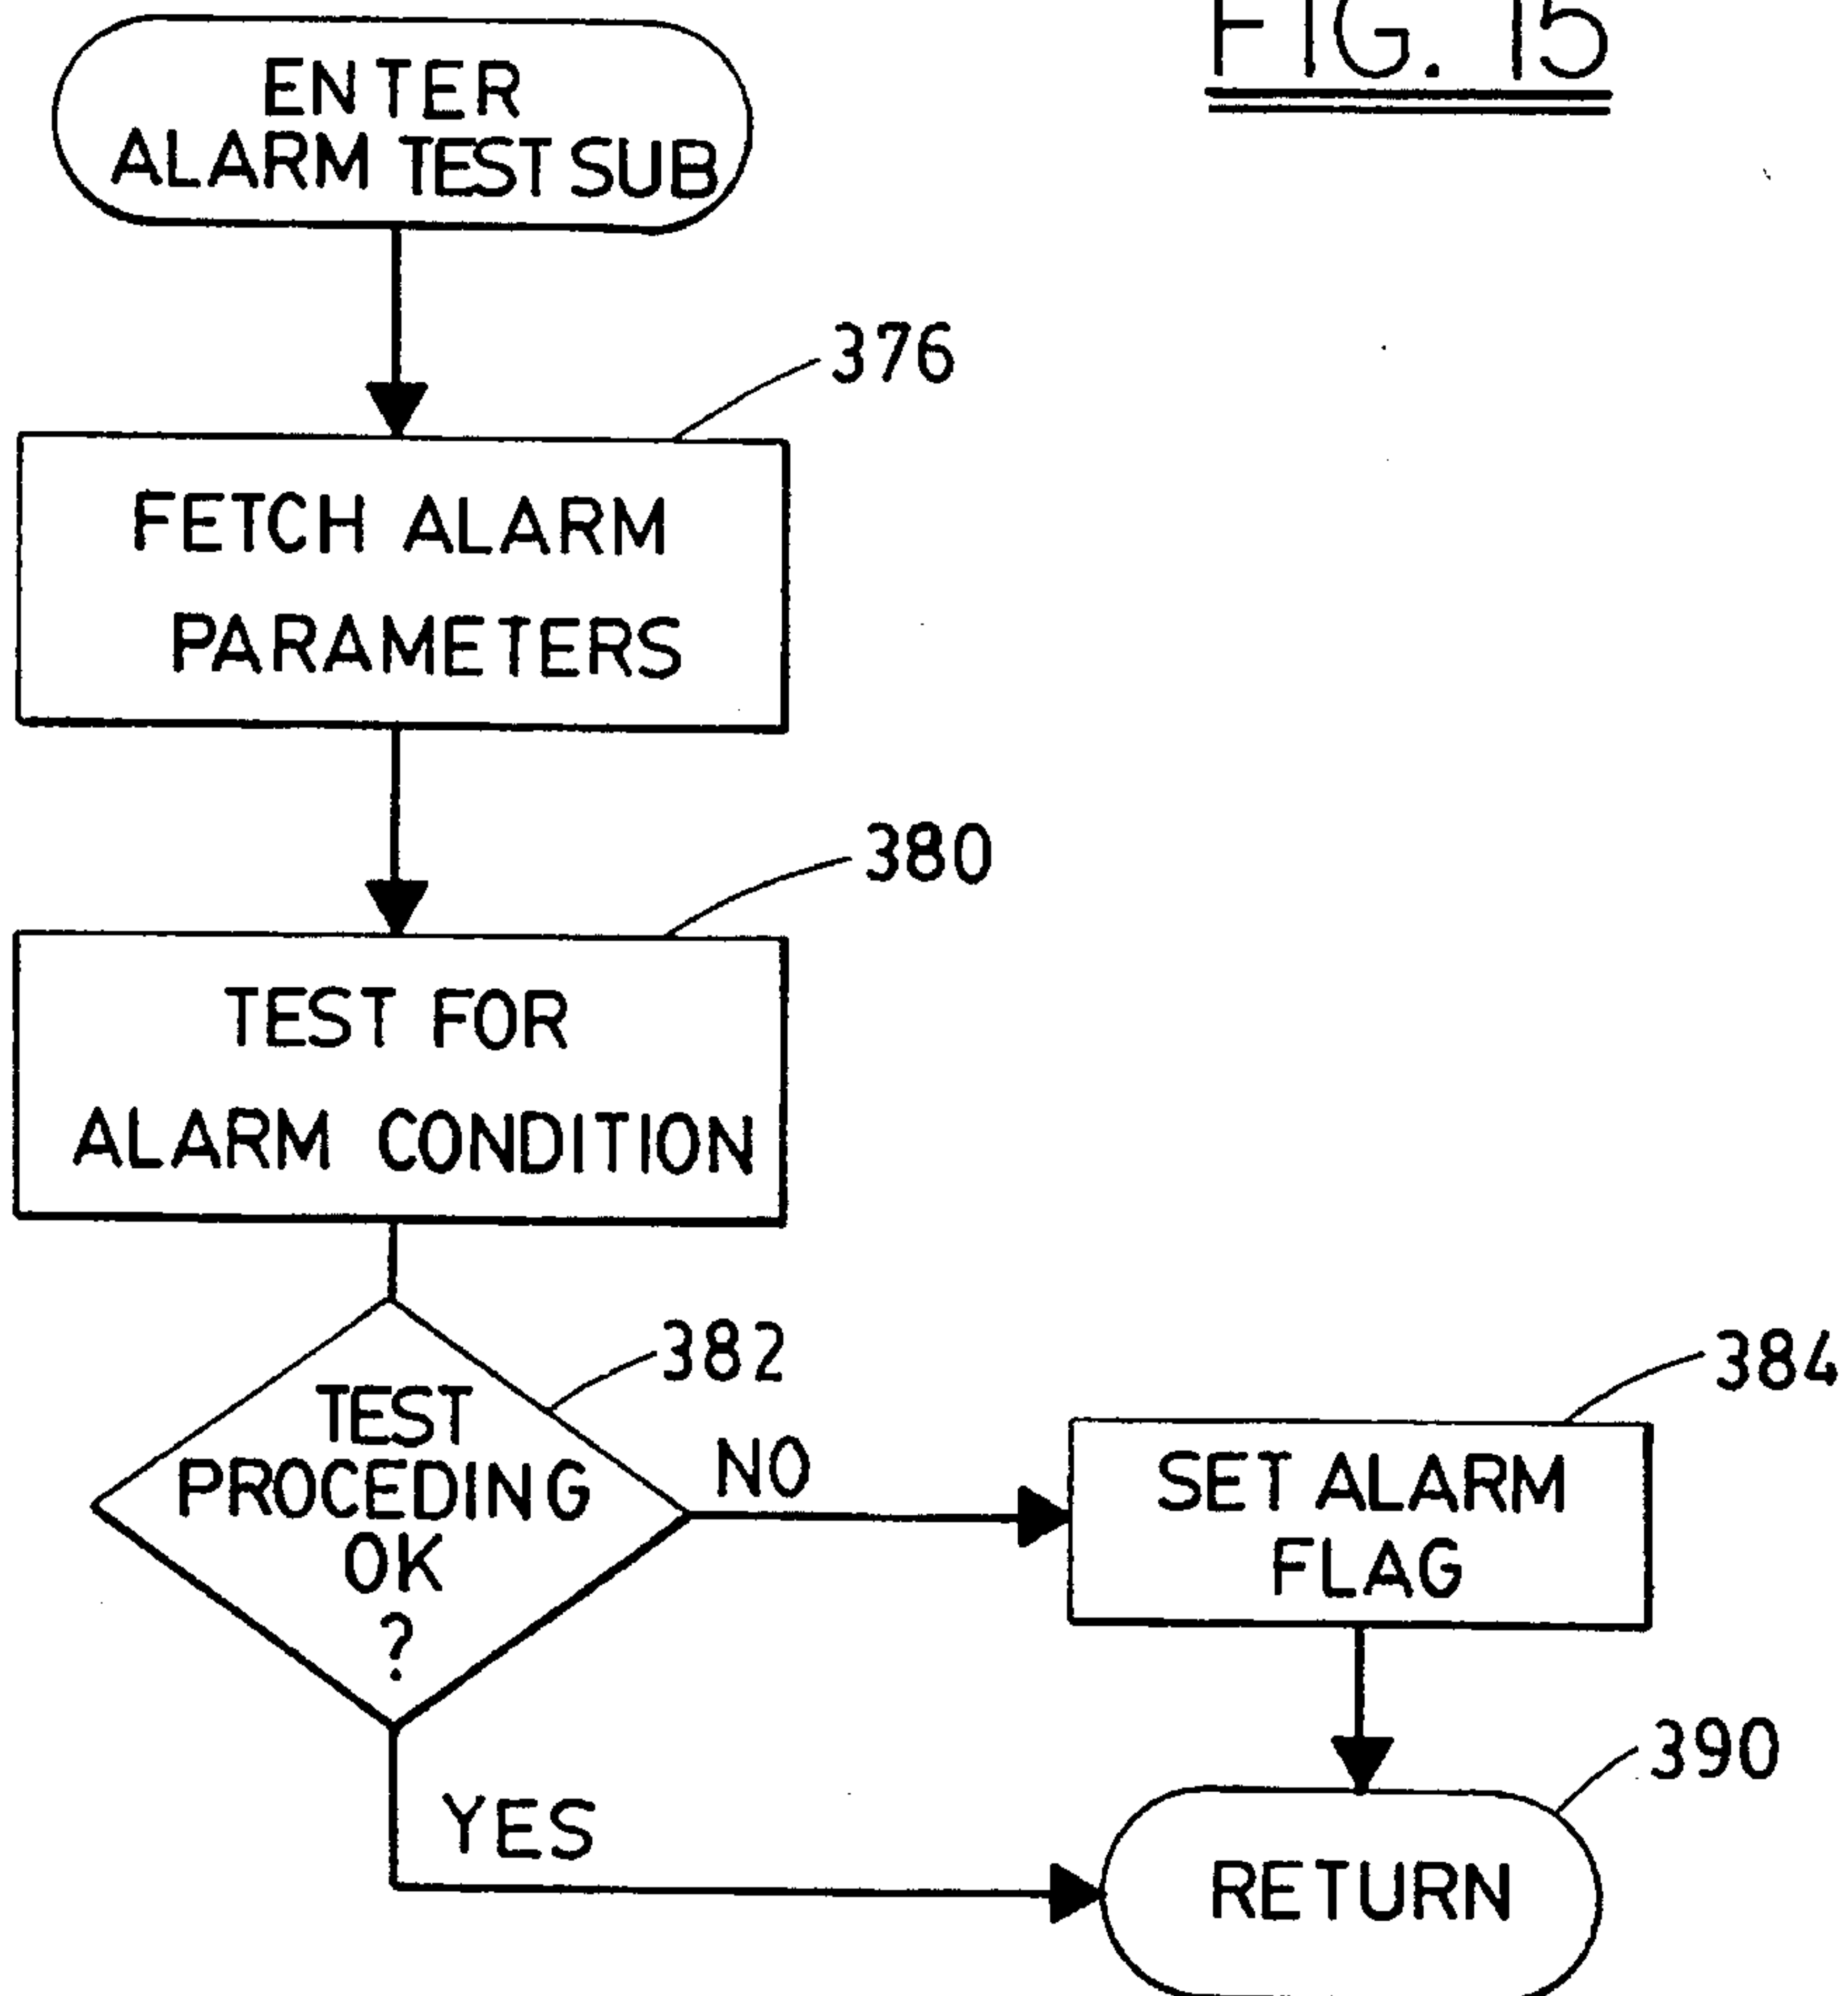 FIG. 15
ENTER
ALARM TEST SUB
376
FETCH ALARM
PARAMETERS
380
TEST FOR
ALARM CONDITION
382
TEST
PROCEDING
OK
?
NO
384
SET ALARM
FLAG
YES
390
RETURN